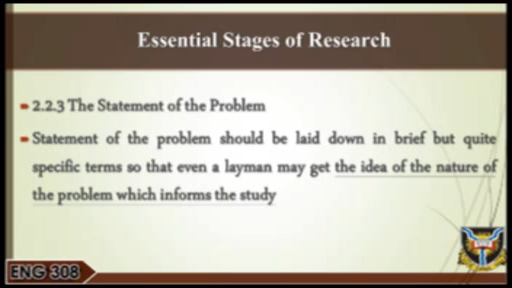 Essential Stages of Research
2.2.3 The Statement of the Problem
Statement of the problem should be laid down in brief but quite
specific terms so that even a layman may get the idea of the nature of
the problem which informs the study
ENG 308